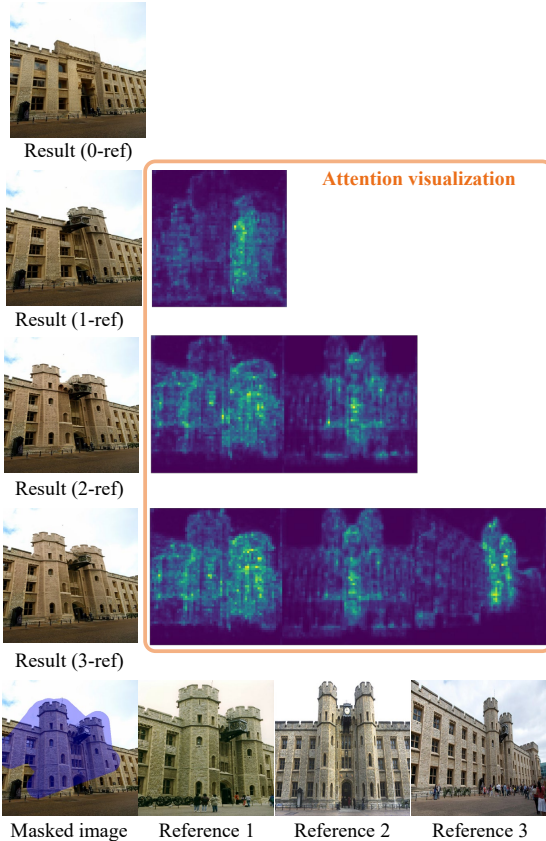 Result (0-ref)
Attention visualization
Result (1-ref)
Result (2-ref)
Result (3-ref)
Masked image Reference 1 Reference 2 Reference 3